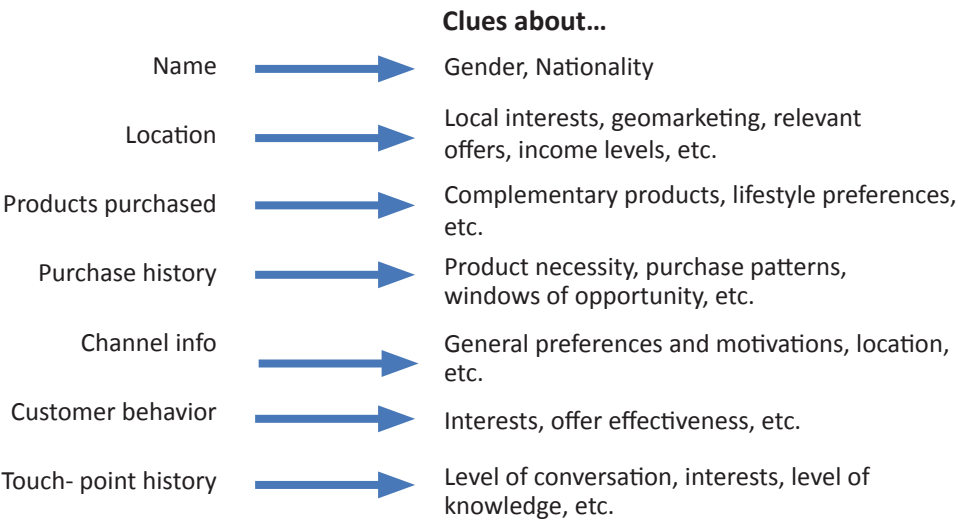 Clues about...
Name
Gender, Nationality
Location
Local interests, geomarketing, relevant
offers, income levels, etc.
Products purchased
Complementary products, lifestyle preferences,
etc.
Purchase history
Product necessity, purchase patterns,
windows of opportunity, etc.
Channel info
General preferences and motivations, location,
etc.
Customer behavior
Interests, offer effectiveness, etc.
Touch- point history
Level of conversation, interests, level of
knowledge, etc.